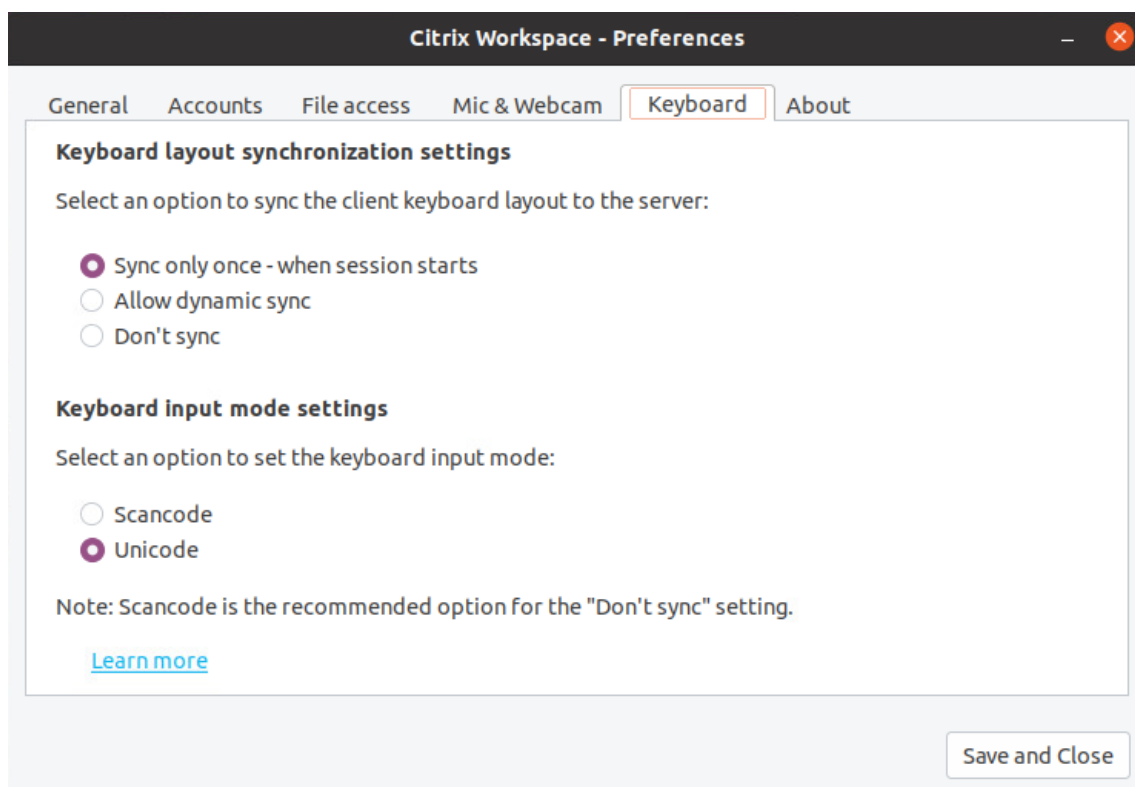 Citrix Workspace - Preferences
General Accounts File access Mic & Webcam Keyboard About
Keyboard layout synchronization settings
Select an option to sync the client keyboard layout to the server:
Sync only once - when session starts
Allow dynamic sync
Don't sync
Keyboard input mode settings
Select an option to set the keyboard input mode:
Scancode
Unicode
Note: Scancode is the recommended option for the "Don't sync" setting.
Learn more
Save and Close